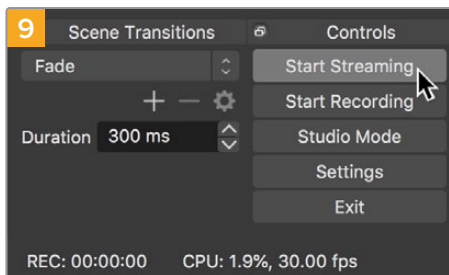 9
Scene Transitions
Controls
Fade
Start Streaming
Start Recording
Duration 300 ms
Studio Mode
Settings
Exit
REC: 00:00:00 CPU: 1.9%, 30.00 fps